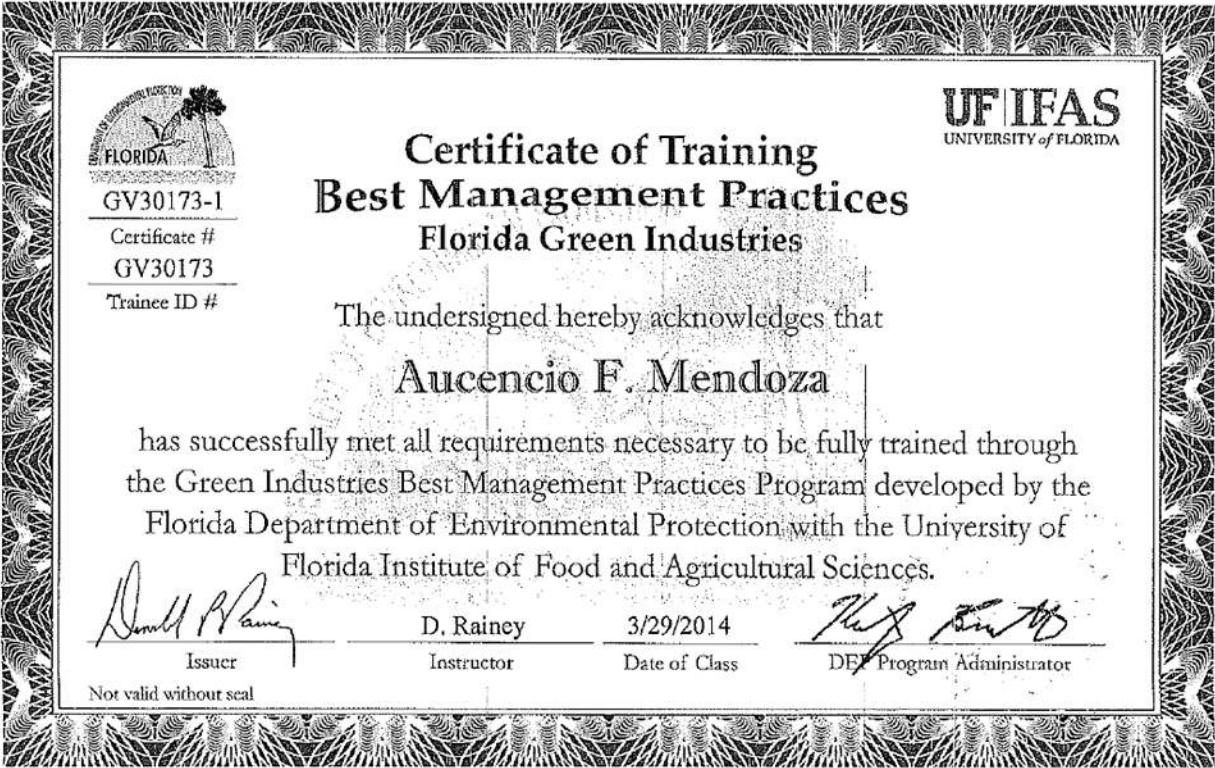 FLORIDA
GV30173-1
Certificate #
GV30173
Trainee ID #
UF|IFAS
UNIVERSITY of FLORIDA
Certificate of Training
Best Management Practices
Florida Green Industries
The undersigned hereby acknowledges that
Aucencio F. Mendoza
has successfully met all requirements necessary to be fully trained through
the Green Industries Best Management Practices Program developed by the
Florida Department of Environmental Protection with the University of
Florida Institute of Food and Agricultural Sciences.
D. Rainey 3/29/2014
Issuer Instructor Date of Class DEP Program Administrator
Not valid without seal